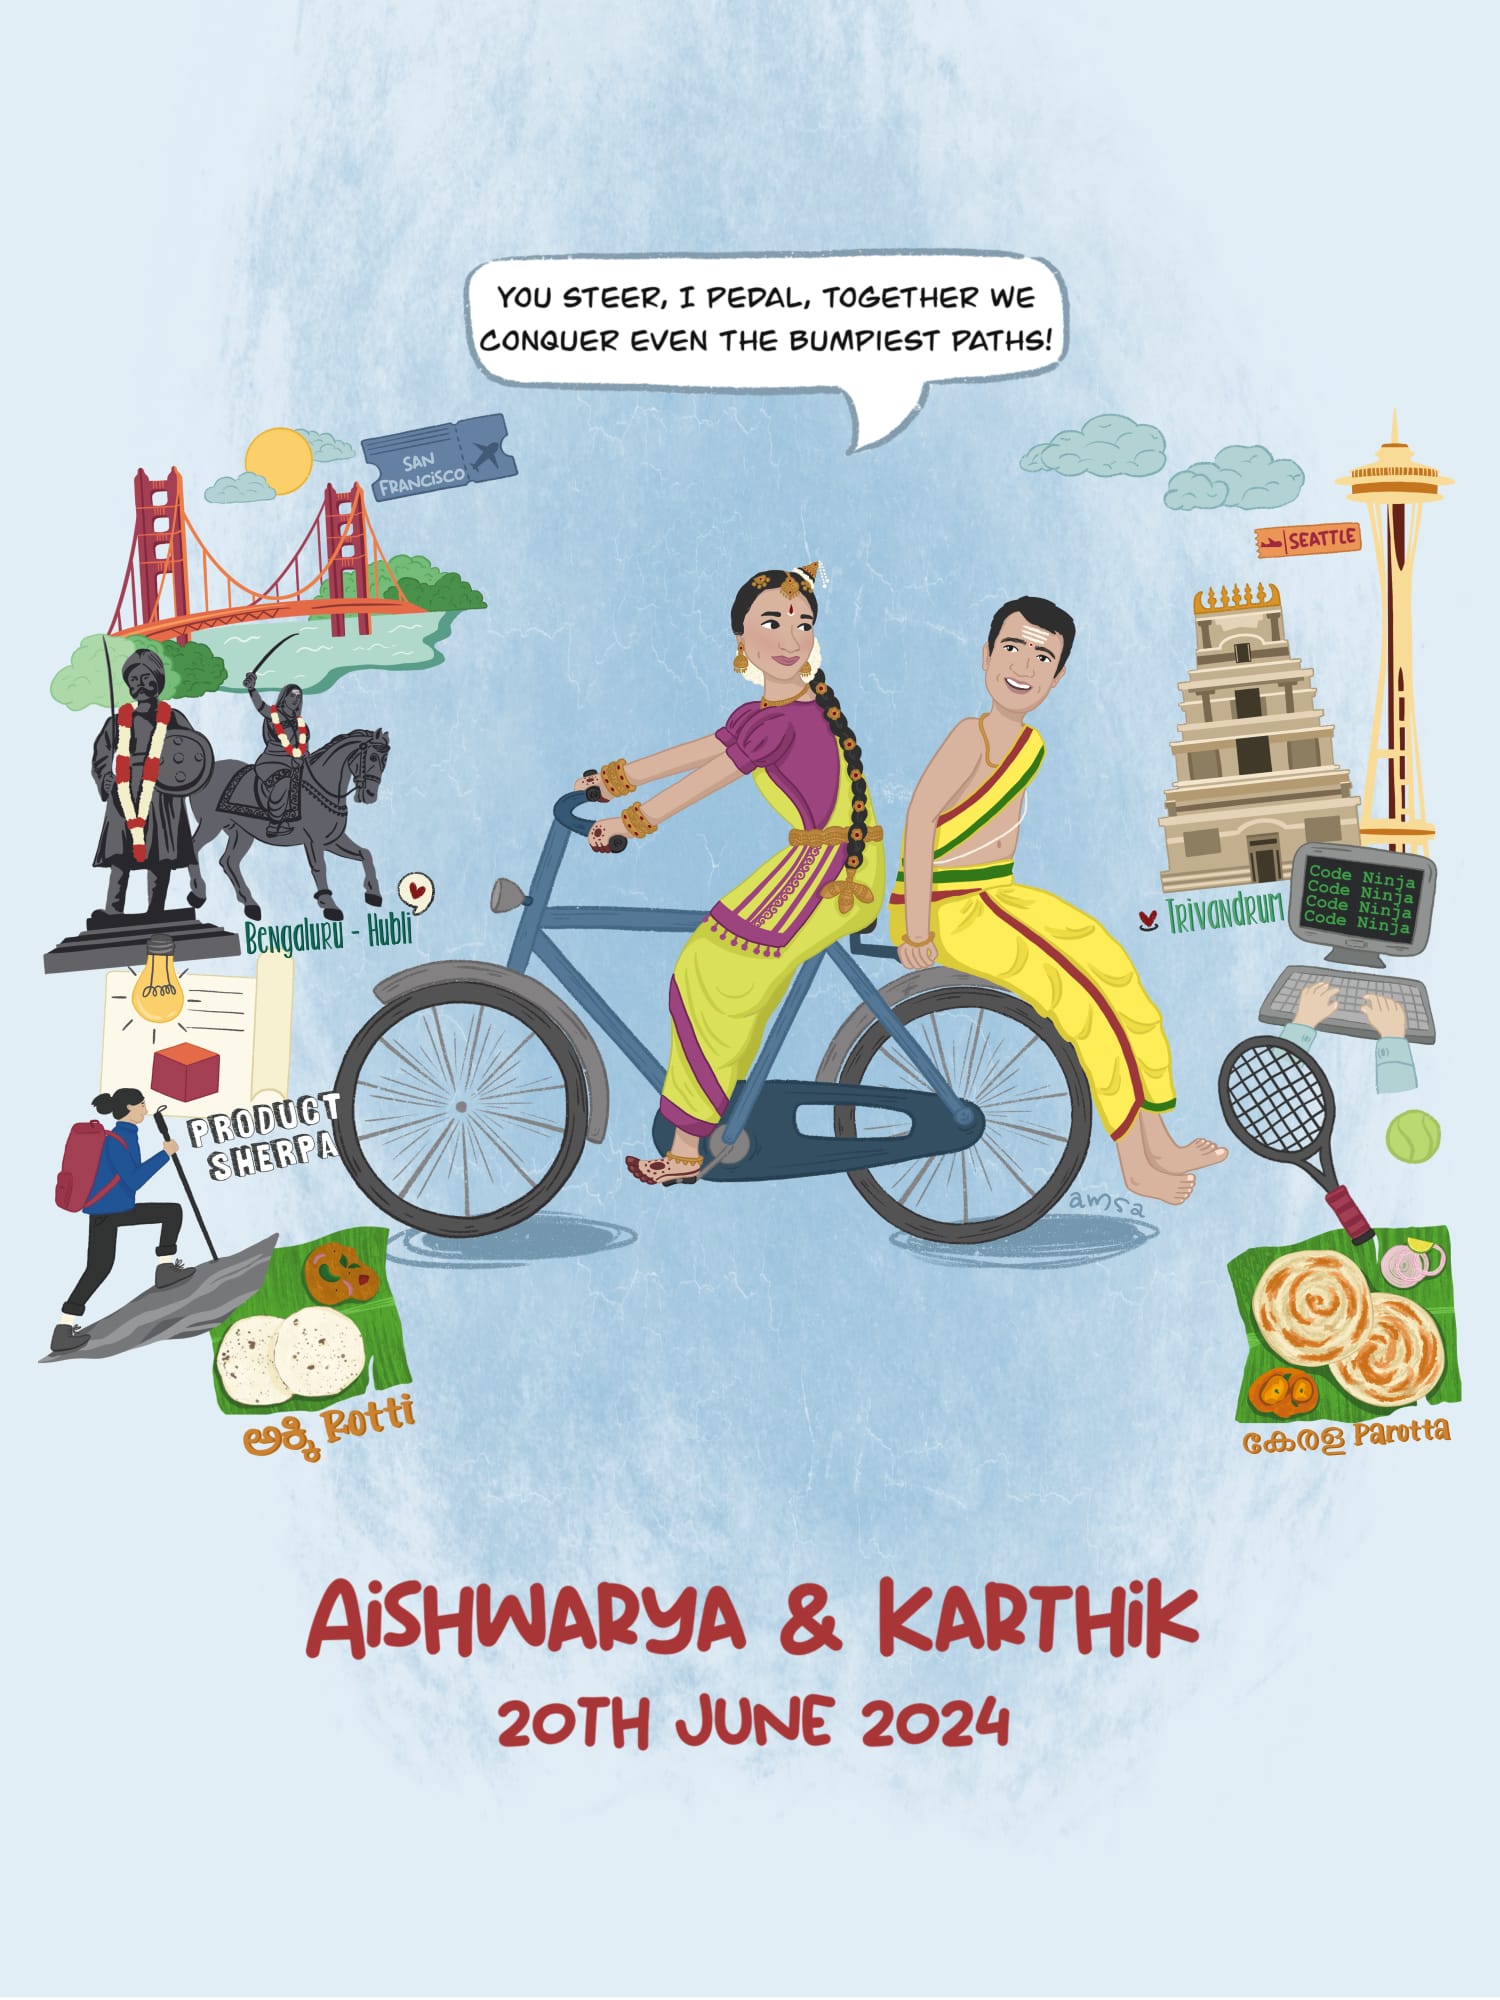 YOU STEER, I PEDAL, TOGETHER WE
CONQUER EVEN THE BUMPIEST PATHS!
SAN
FRANCISCO
SEATTLE
Bengaluru - Hubli
Trivandrum
Code Ninja
Code Ninja
Code Ninja
Code Ninja
PRODUCT
SHERPA
amsa
ಅಕ್ಕಿ Rotti
കേരള Parotta
AiSHWARYA & KARTHiK
20TH JUNE 2024